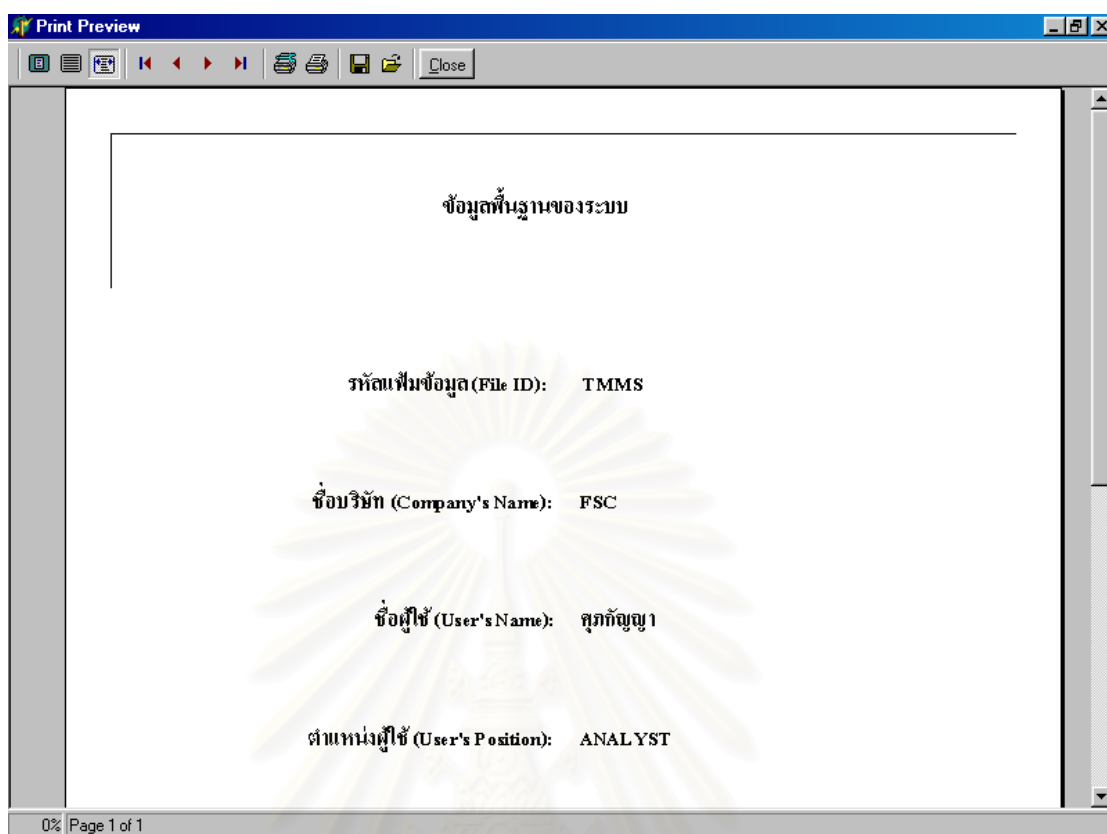 Print Preview
Close
ข้อมูลพื้นฐานของระบบ
รหัสแฟ้มข้อมูล (File ID): TMMS
ชื่อบริษัท (Company's Name): FSC
ชื่อผู้ใช้ (User's Name): ศุภกัญญา
ตำแหน่งผู้ใช้ (User's Position): ANALYST
0% Page 1 of 1